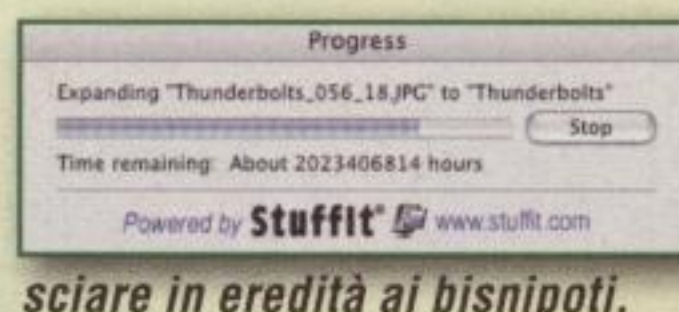 Progress
Expanding "Thunderbolts_056_18.JPG" to "Thunderbolts"
Stop
Time remaining: About 2023406814 hours
Powered by StuffIt® www.stuffit.com
sciare in eredità ai bisnipoti.